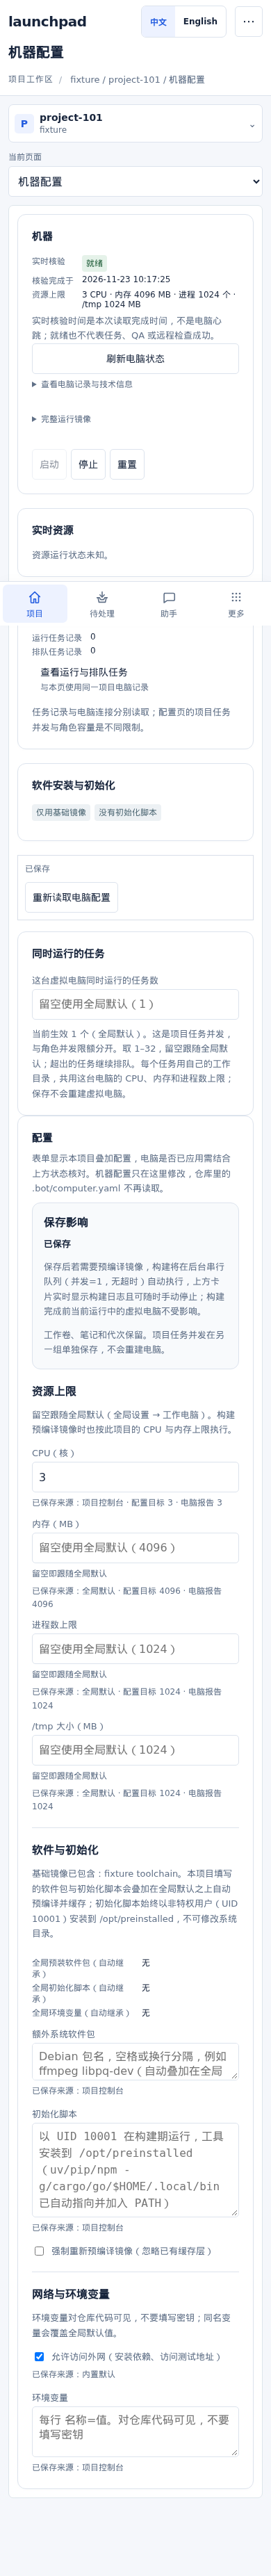 launchpad
中文
English
···
机器配置
项目工作区 / fixture / project-101 / 机器配置
P
project-101
fixture
当前页面
机器配置
机器
实时核验 就绪
核验完成于 2026-11-23 10:17:25
资源上限 3 CPU · 内存 4096 MB · 进程 1024 个 ·
/tmp 1024 MB
实时核验时间是本次读取完成时间，不是电脑心
跳；就绪也不代表任务、QA 或远程检查成功。
刷新电脑状态
查看电脑记录与技术信息
完整运行镜像
启动
停止
重置
实时资源
资源运行状态未知。
项目
待处理
助手
更多
运行任务记录 0
排队任务记录 0
查看运行与排队任务
与本页使用同一项目电脑记录
任务记录与电脑连接分别读取；配置页的项目任务
并发与角色容量是不同限制。
软件安装与初始化
仅用基础镜像
没有初始化脚本
已保存
重新读取电脑配置
同时运行的任务
这台虚拟电脑同时运行的任务数
留空使用全局默认（1）
当前生效 1 个（全局默认）。这是项目任务并发，
与角色并发限额分开。取 1–32，留空跟随全局默
认；超出的任务继续排队。每个任务用自己的工作
目录，共用这台电脑的 CPU、内存和进程数上限；
保存不会重建虚拟电脑。
配置
表单显示本项目叠加配置，电脑是否已应用需结合
上方状态核对。机器配置只在这里修改，仓库里的
.bot/computer.yaml 不再读取。
保存影响
已保存
保存后若需要预编译镜像，构建将在后台串行
队列（并发=1，无超时）自动执行，上方卡
片实时显示构建日志且可随时手动停止；构建
完成前当前运行中的虚拟电脑不受影响。
工作卷、笔记和代次保留。项目任务并发在另
一组单独保存，不会重建电脑。
资源上限
留空跟随全局默认（全局设置 → 工作电脑）。构建
预编译镜像时也按此项目的 CPU 与内存上限执行。
CPU（核）
3
已保存来源：项目控制台 · 配置目标 3 · 电脑报告 3
内存（MB）
留空使用全局默认（4096）
留空即跟随全局默认
已保存来源：全局默认 · 配置目标 4096 · 电脑报告
4096
进程数上限
留空使用全局默认（1024）
留空即跟随全局默认
已保存来源：全局默认 · 配置目标 1024 · 电脑报告
1024
/tmp 大小（MB）
留空使用全局默认（1024）
留空即跟随全局默认
已保存来源：全局默认 · 配置目标 1024 · 电脑报告
1024
软件与初始化
基础镜像已包含：fixture toolchain。本项目填写
的软件包与初始化脚本会叠加在全局默认之上自动
预编译并缓存；初始化脚本始终以非特权用户（UID
10001）安装到 /opt/preinstalled，不可修改系统
目录。
全局预装软件包（自动继
承） 无
全局初始化脚本（自动继
承） 无
全局环境变量（自动继承） 无
额外系统软件包
Debian 包名，空格或换行分隔，例如
ffmpeg libpq-dev（自动叠加在全局
已保存来源：项目控制台
初始化脚本
以 UID 10001 在构建期运行，工具
安装到 /opt/preinstalled
（uv/pip/npm -
g/cargo/go/$HOME/.local/bin
已自动指向并加入 PATH）
已保存来源：项目控制台
强制重新预编译镜像（忽略已有缓存层）
网络与环境变量
环境变量对仓库代码可见，不要填写密钥；同名变
量会覆盖全局默认值。
允许访问外网（安装依赖、访问测试地址）
已保存来源：内置默认
环境变量
每行 名称=值。对仓库代码可见，不要
填写密钥
已保存来源：项目控制台